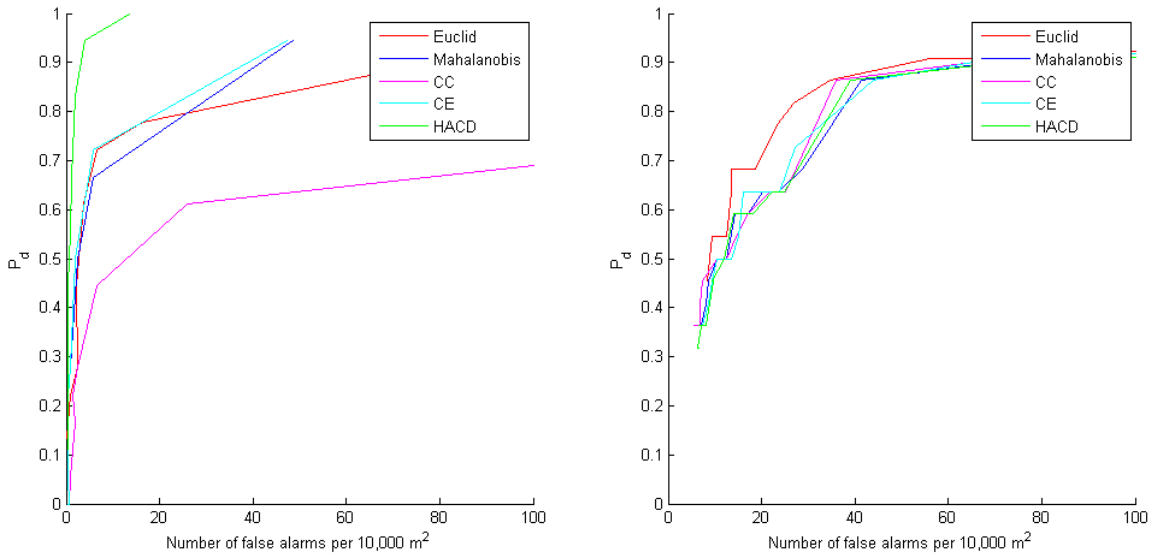 1
0.9
0.8
0.7
0.6
0.5
0.4
0.3
0.2
0.1
0
P_d
0 20 40 60 80 100
Number of false alarms per 10,000 m²
Euclid
Mahalanobis
CC
CE
HACD
1
0.9
0.8
0.7
0.6
0.5
0.4
0.3
0.2
0.1
0
P_d
0 20 40 60 80 100
Number of false alarms per 10,000 m²
Euclid
Mahalanobis
CC
CE
HACD